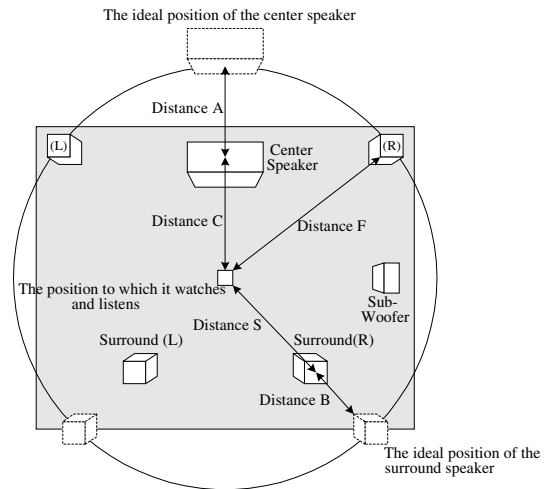 The ideal position of the center speaker
Distance A
(L)
(R)
Center
Speaker
Distance C
Distance F
The position to which it watches
and listens
Sub-
Woofer
Distance S
Surround (L)
Surround(R)
Distance B
The ideal position of the
surround speaker